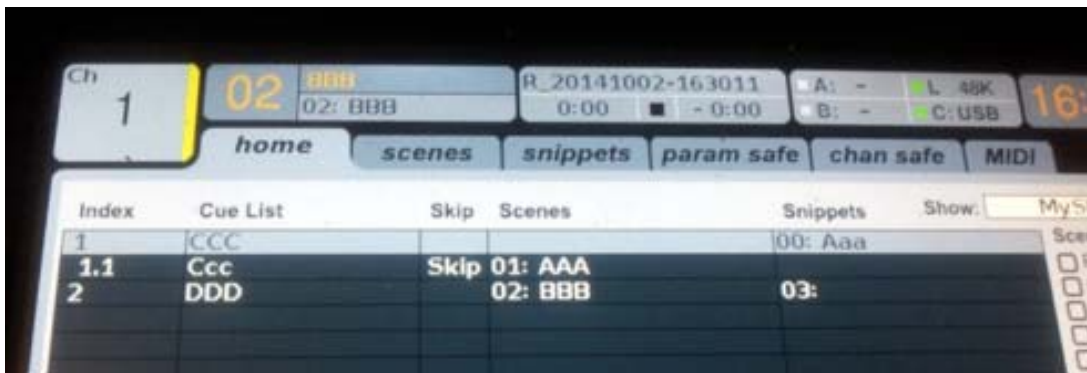 Ch
1
02 BBB
02: BBB
R_20141002-163011
0:00 - 0:00
A: -
B: -
L 48K
C: USB
16:
home scenes snippets param safe chan safe MIDI
Index Cue List Skip Scenes Snippets Show: MyS
1 CCC 00: Aaa
Sce
1.1 Ccc Skip 01: AAA
2 DDD 02: BBB 03: